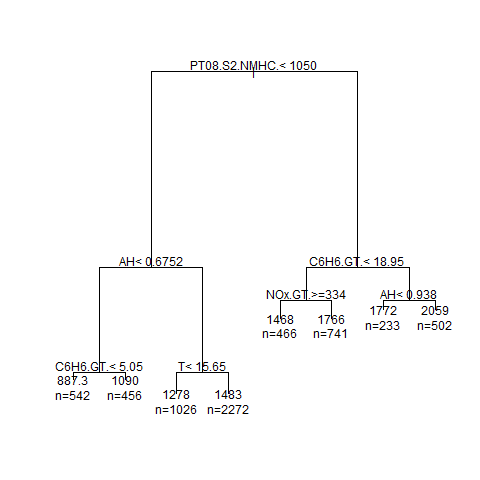 PT08.S2.NMHC.< 1050
AH< 0.6752
C6H6.GT.< 18.95
NOx.GT.>=334
AH< 0.938
1468
n=466
1766
n=741
1772
n=233
2059
n=502
C6H6.GT.< 5.05
T< 15.65
887.3
n=542
1090
n=456
1278
n=1026
1483
n=2272